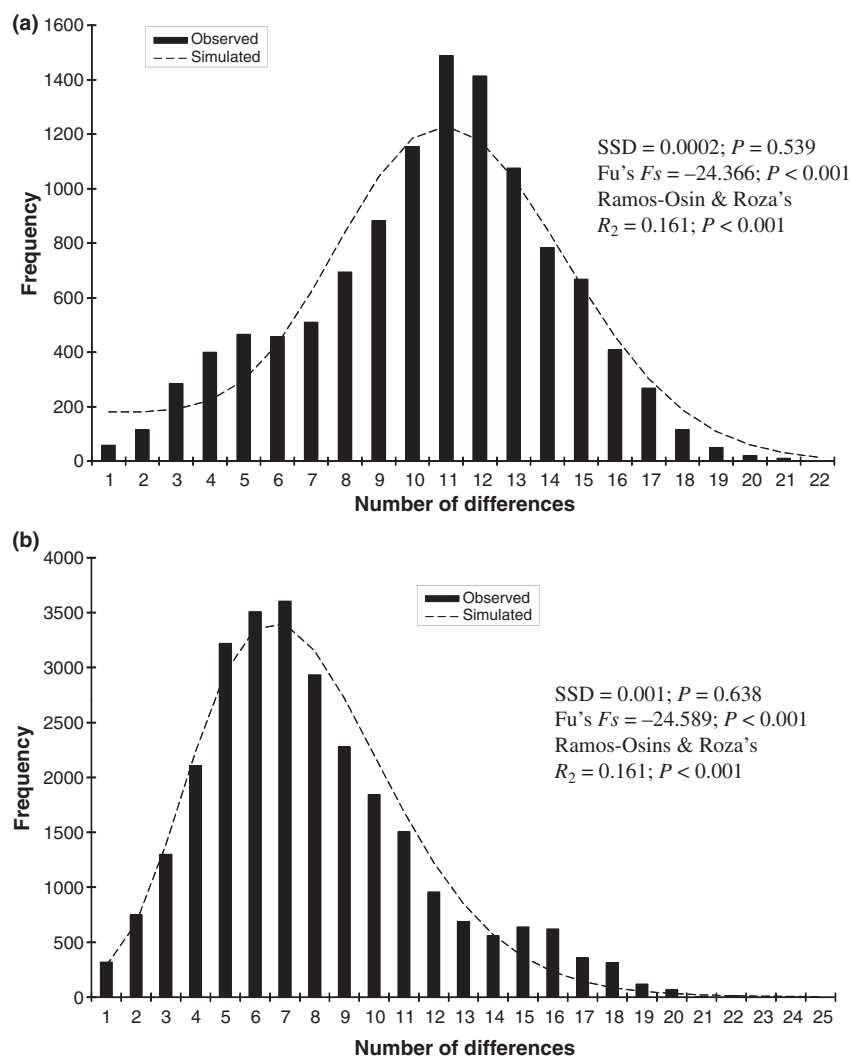 (a)
1600
1400
1200
1000
800
600
400
200
0
Frequency
Observed
Simulated
SSD = 0.0002; P = 0.539
Fu's Fs = –24.366; P < 0.001
Ramos-Osin & Roza's
R2 = 0.161; P < 0.001
1 2 3 4 5 6 7 8 9 10 11 12 13 14 15 16 17 18 19 20 21 22
Number of differences
(b)
4000
3500
3000
2500
2000
1500
1000
500
0
Frequency
Observed
Simulated
SSD = 0.001; P = 0.638
Fu's Fs = –24.589; P < 0.001
Ramos-Osins & Roza's
R2 = 0.161; P < 0.001
1 2 3 4 5 6 7 8 9 10 11 12 13 14 15 16 17 18 19 20 21 22 23 24 25
Number of differences